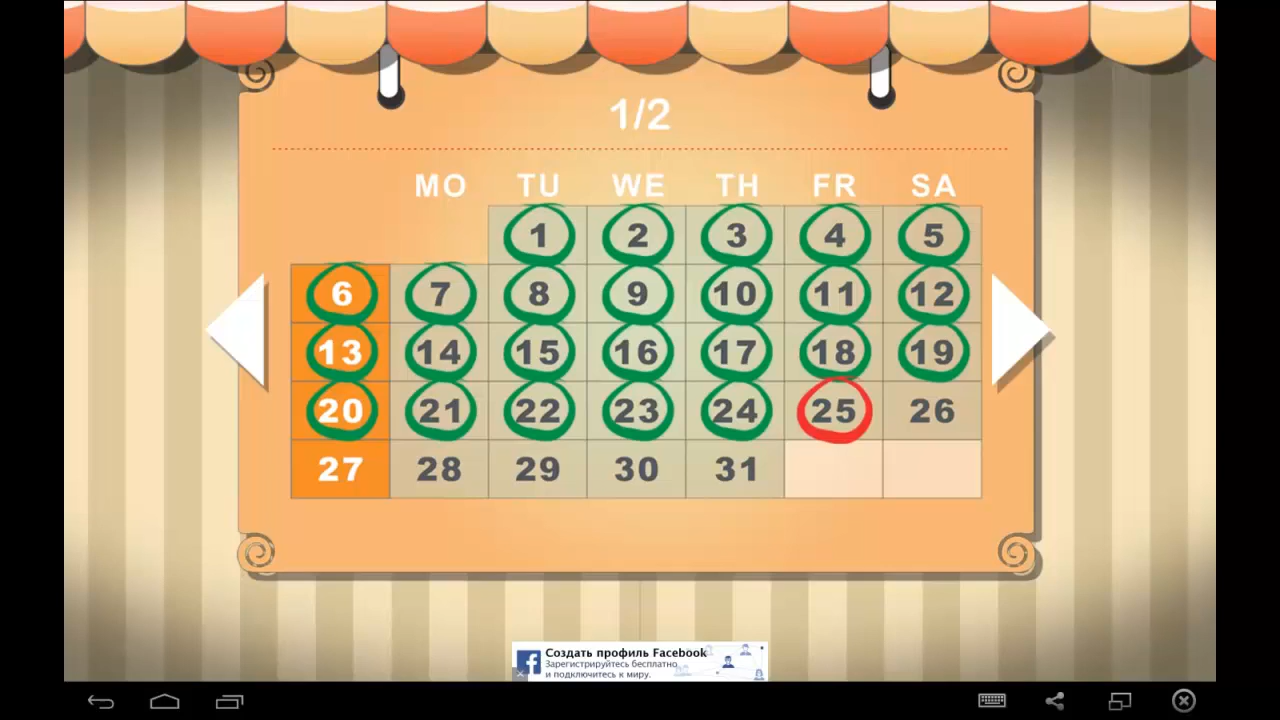 1/2
MO TU WE TH FR SA
1 2 3 4 5
6 7 8 9 10 11 12
13 14 15 16 17 18 19
20 21 22 23 24 25 26
27 28 29 30 31
Создать профиль Facebook
Зарегистрируйтесь бесплатно
и подключитесь к миру.